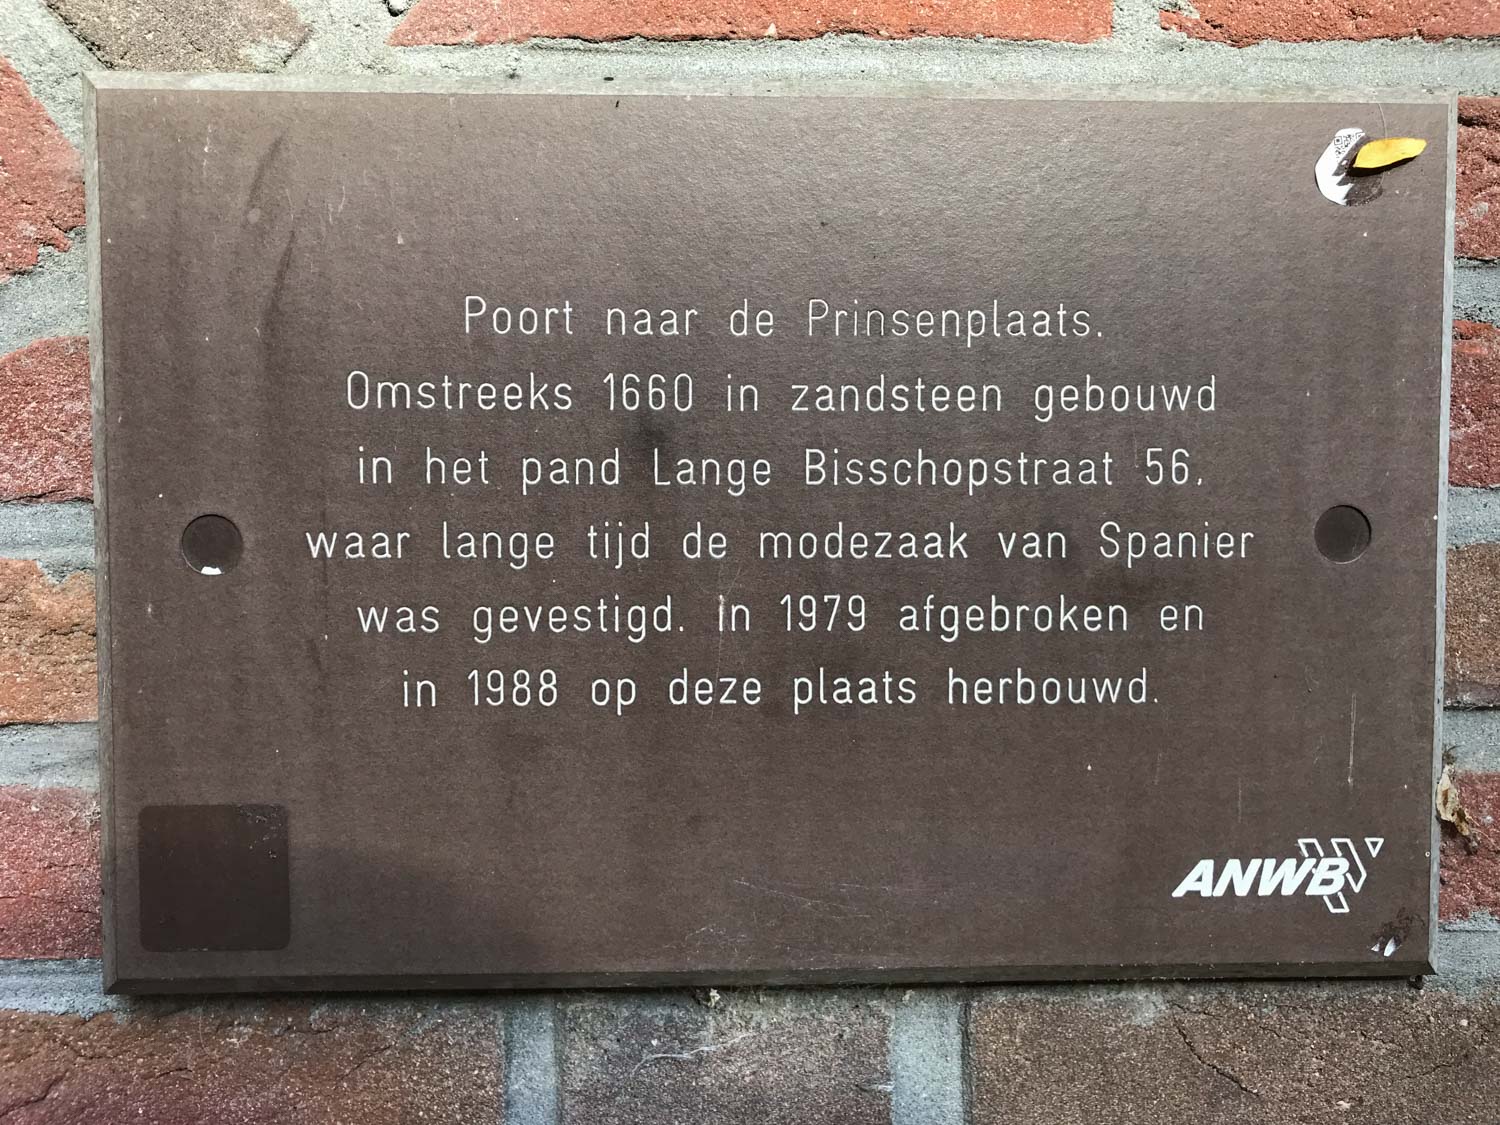 Poort naar de Prinsenplaats.
Omstreeks 1660 in zandsteen gebouwd
in het pand Lange Bisschopstraat 56,
waar lange tijd de modezaak van Spanier
was gevestigd. In 1979 afgebroken en
in 1988 op deze plaats herbouwd.
ANWB